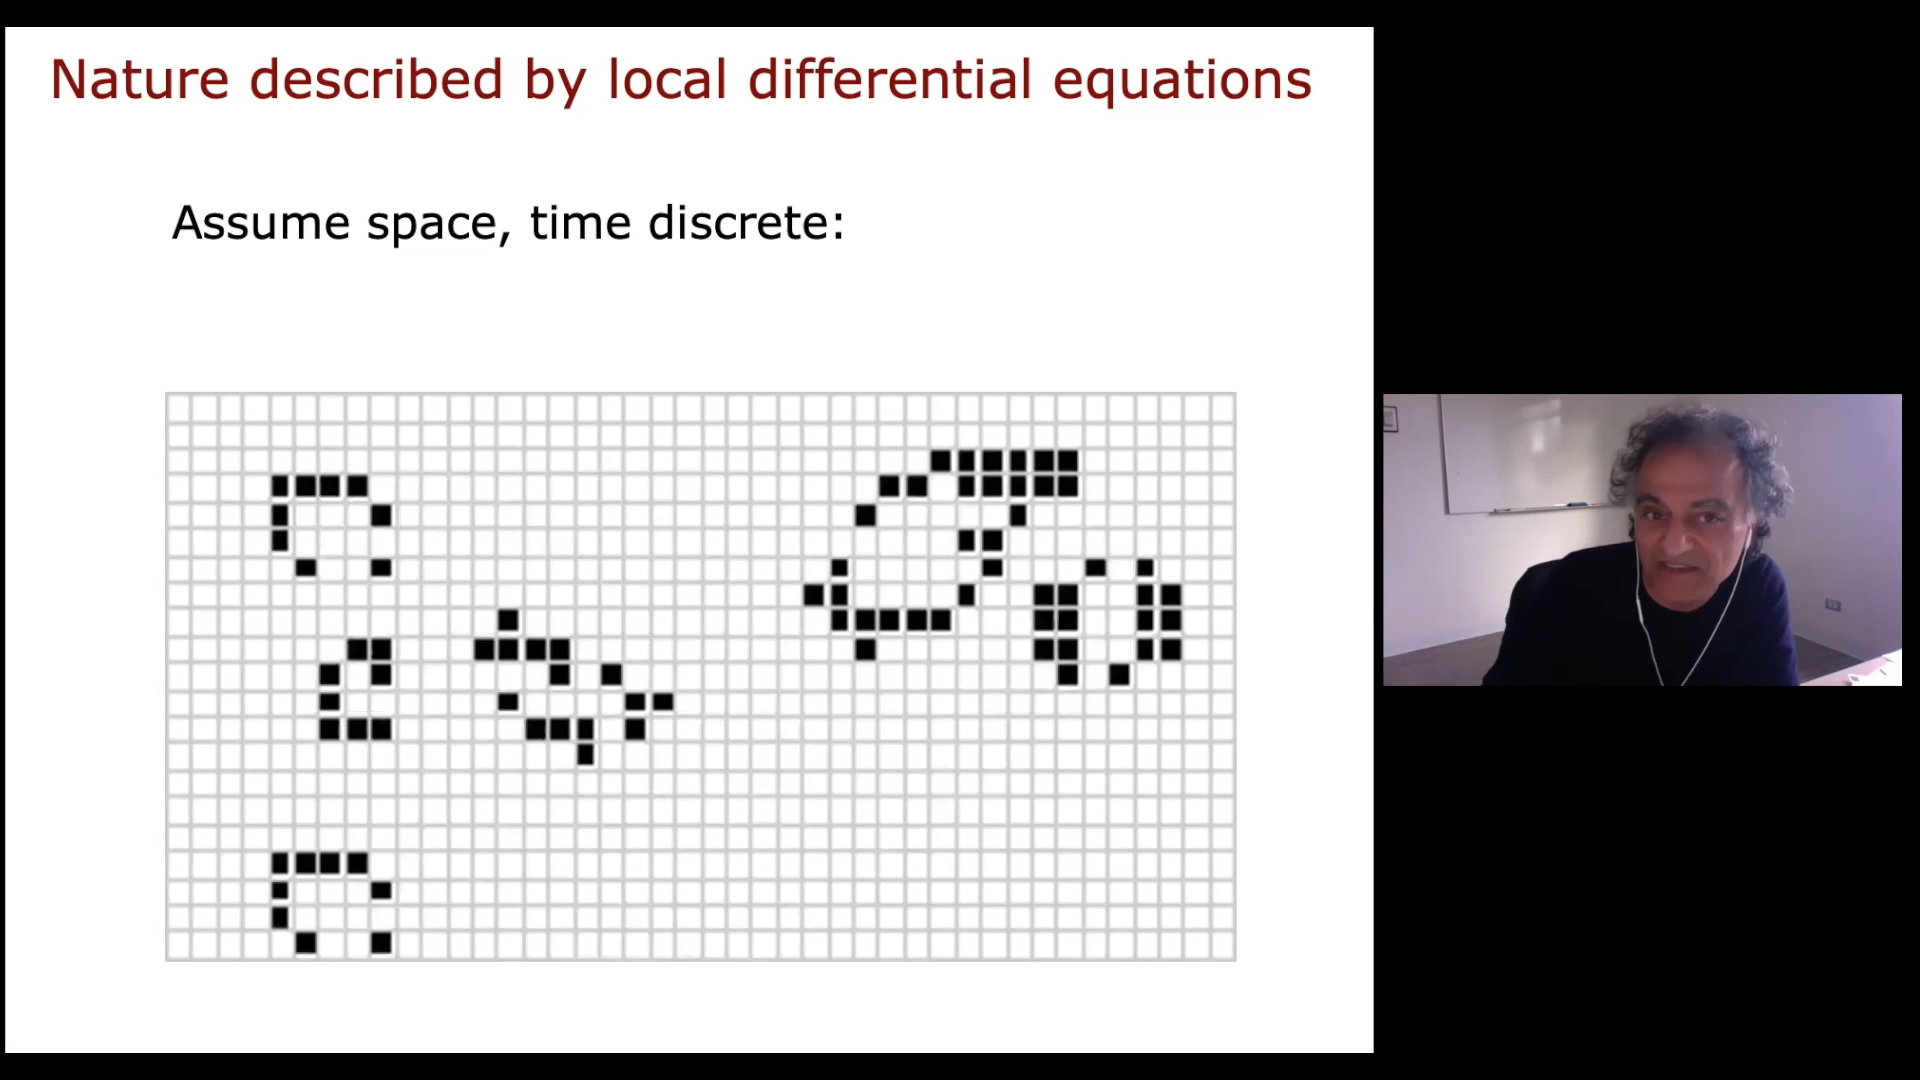 Nature described by local differential equations
Assume space, time discrete: